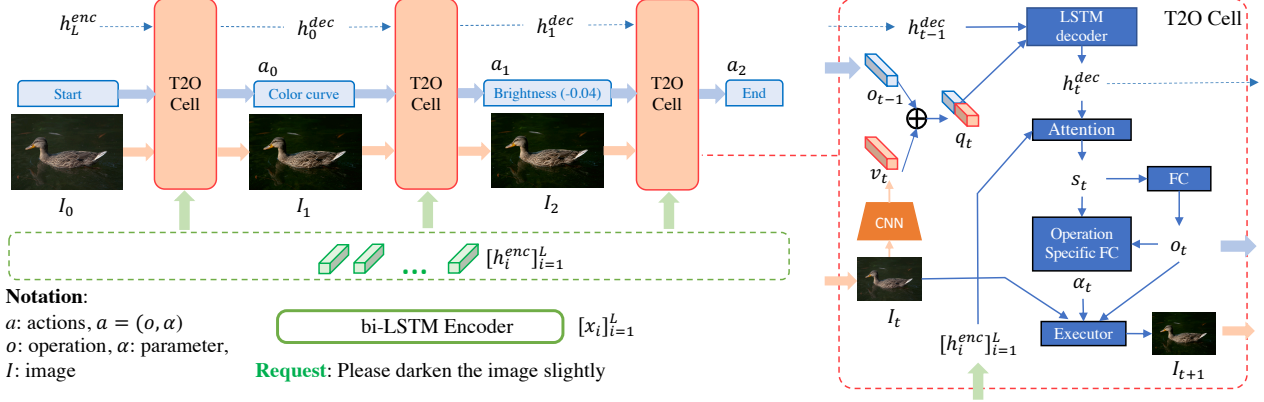 h_L^{enc}
h_0^{dec}
h_1^{dec}
T2O Cell
T2O Cell
T2O Cell
Start
a_0
Color curve
a_1
Brightness (-0.04)
a_2
End
I_0
I_1
I_2
[h_i^{enc}]_{i=1}^L
...
Notation:
a: actions, a = (o, α)
o: operation, α: parameter,
I: image
bi-LSTM Encoder
[x_i]_{i=1}^L
Request: Please darken the image slightly
T2O Cell
h_{t-1}^{dec}
LSTM
decoder
o_{t-1}
h_t^{dec}
⊕
q_t
Attention
v_t
s_t
FC
CNN
Operation
Specific FC
o_t
α_t
I_t
[h_i^{enc}]_{i=1}^L
Executor
I_{t+1}